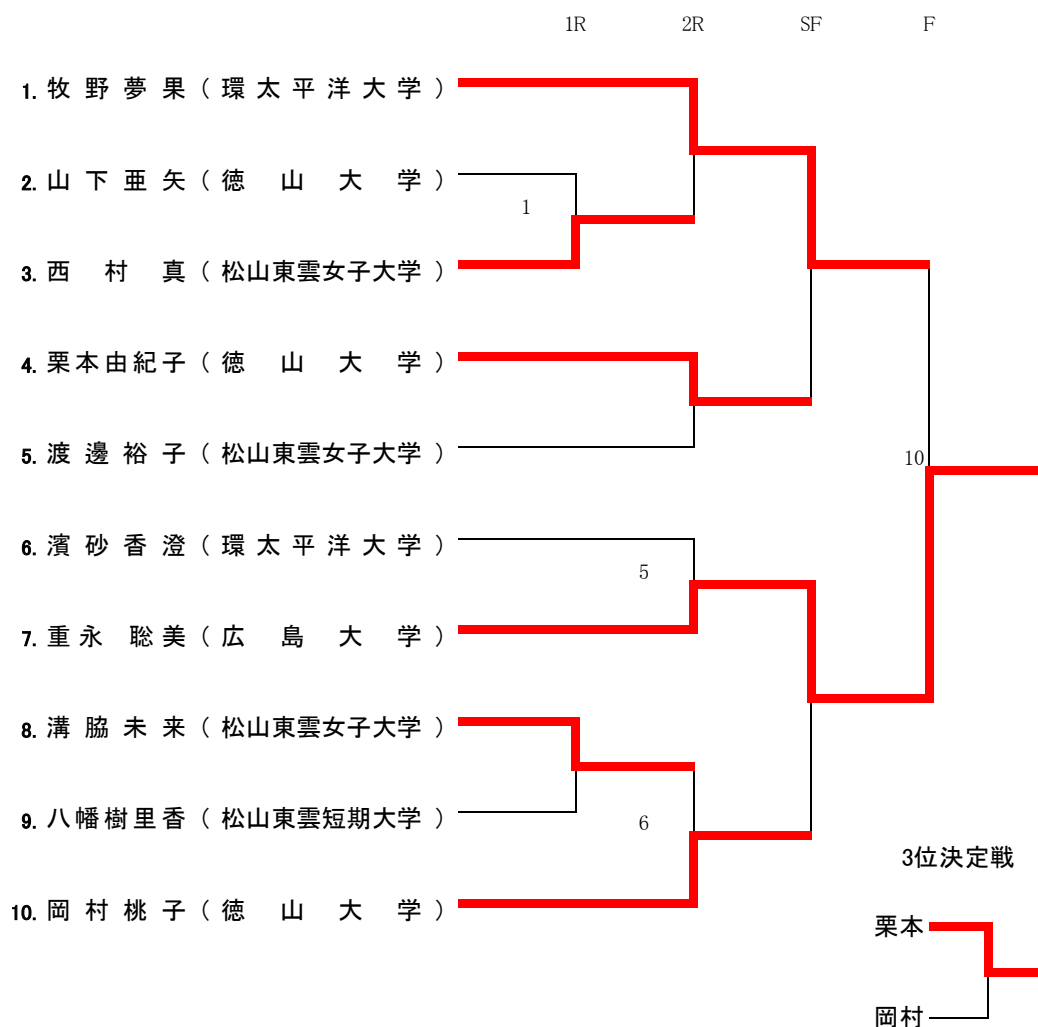 1R 2R SF F
1. 牧野夢果（環太平洋大学）
2. 山下亜矢（徳山大学）
1
3. 西村真（松山東雲女子大学）
4. 栗本由紀子（徳山大学）
5. 渡邊裕子（松山東雲女子大学）
10
6. 濱砂香澄（環太平洋大学）
5
7. 重永聡美（広島大学）
8. 溝脇未来（松山東雲女子大学）
9. 八幡樹里香（松山東雲短期大学）
6
3位決定戦
10. 岡村桃子（徳山大学）
栗本
岡村